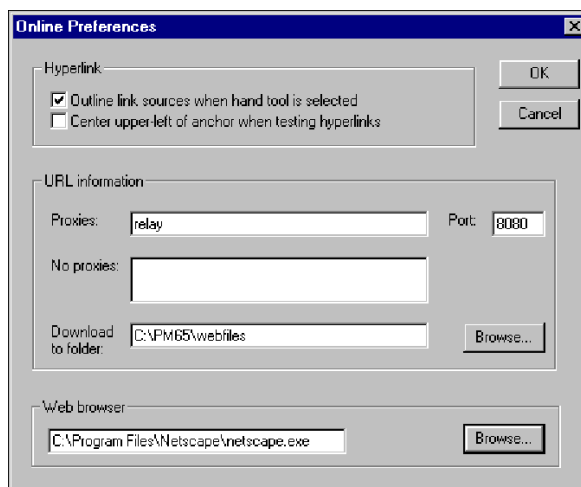 Online Preferences
Hyperlink
OK
Outline link sources when hand tool is selected
Center upper-left of anchor when testing hyperlinks
Cancel
URL information
Proxies: relay Port: 8080
No proxies:
Download to folder: C:\PM65\webfiles Browse...
Web browser
C:\Program Files\Netscape\netscape.exe Browse...